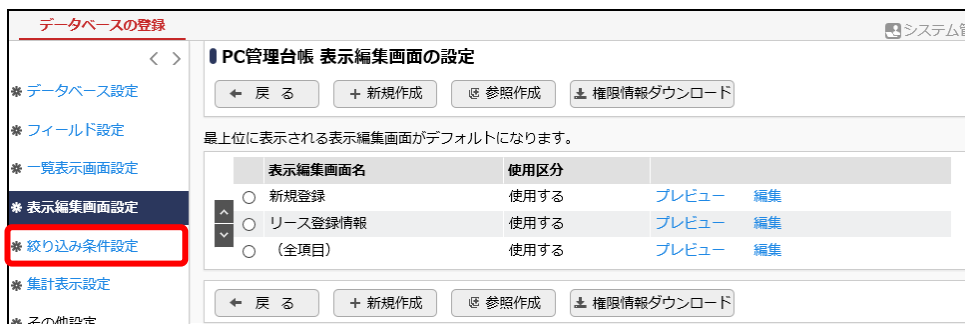 データベースの登録
システム管
< >
データベース設定
フィールド設定
一覧表示画面設定
表示編集画面設定
絞り込み条件設定
集計表示設定
その他設定
PC管理台帳 表示編集画面の設定
戻 る 新規作成 参照作成 権限情報ダウンロード
最上位に表示される表示編集画面がデフォルトになります。
表示編集画面名 使用区分
新規登録 使用する プレビュー 編集
リース登録情報 使用する プレビュー 編集
（全項目） 使用する プレビュー 編集
戻 る 新規作成 参照作成 権限情報ダウンロード